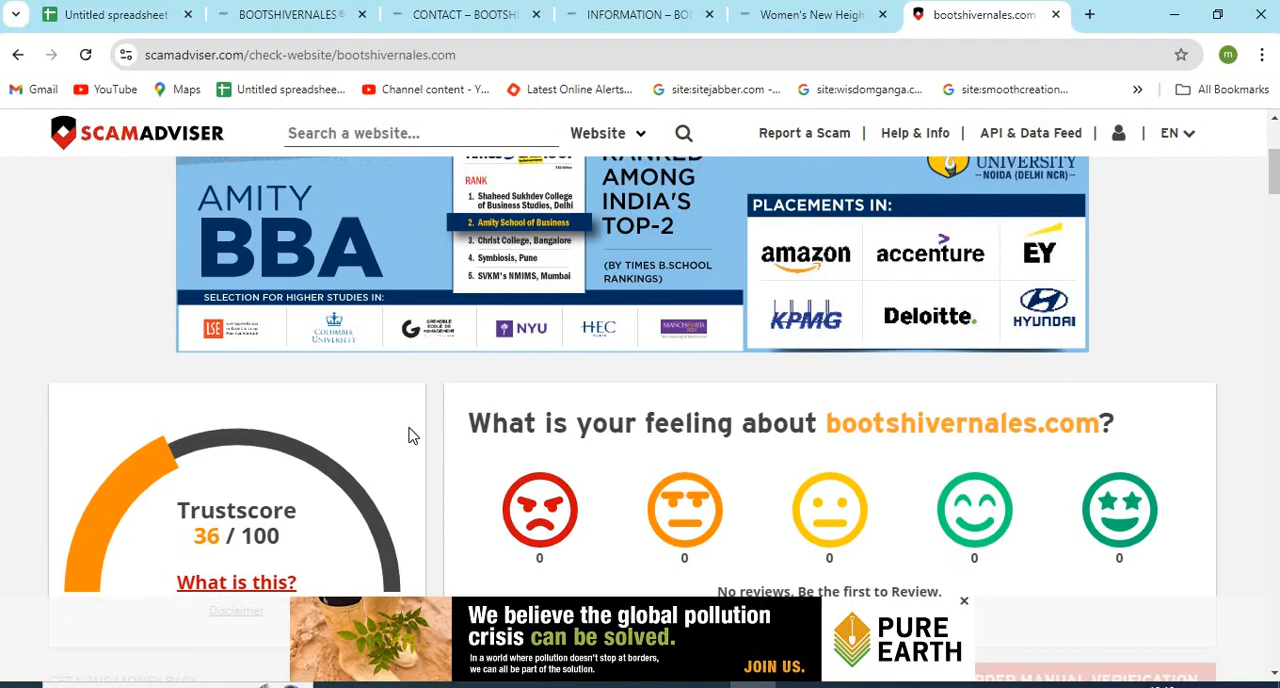 Untitled spreadsheet
BOOTSHIVERNALES®
CONTACT – BOOTSHI
INFORMATION – BOO
Women's New Heigh
bootshivernales.com
scamadviser.com/check-website/bootshivernales.com
m
Gmail
YouTube
Maps
Untitled spreadshee...
Channel content - Y...
Latest Online Alerts...
site:sitejabber.com -...
site:wisdomganga.c...
site:smoothcreation...
»
All Bookmarks
SCAMADVISER
Search a website...
Website
Report a Scam
Help & Info
API & Data Feed
EN
AMITY
BBA
RANK
1. Shaheed Sukhdev College
of Business Studies, Delhi
2. Amity School of Business
3. Christ College, Bangalore
4. Symbiosis, Pune
5. SVKM's NMIMS, Mumbai
RANKED
AMONG
INDIA'S
TOP-2
(BY TIMES B.SCHOOL
RANKINGS)
UNIVERSITY
NOIDA (DELHI NCR)
PLACEMENTS IN:
amazon
accenture
EY
KPMG
Deloitte.
HYUNDAI
SELECTION FOR HIGHER STUDIES IN:
LSE
COLUMBIA
UNIVERSITY
NYU
HEC
PARIS
MANCHESTER
Trustscore
36 / 100
What is this?
Disclaimer
What is your feeling about bootshivernales.com?
0
0
0
0
0
No reviews. Be the first to Review.
We believe the global pollution
crisis can be solved.
In a world where pollution doesn't stop at borders,
we can all be part of the solution.
JOIN US.
PURE
EARTH